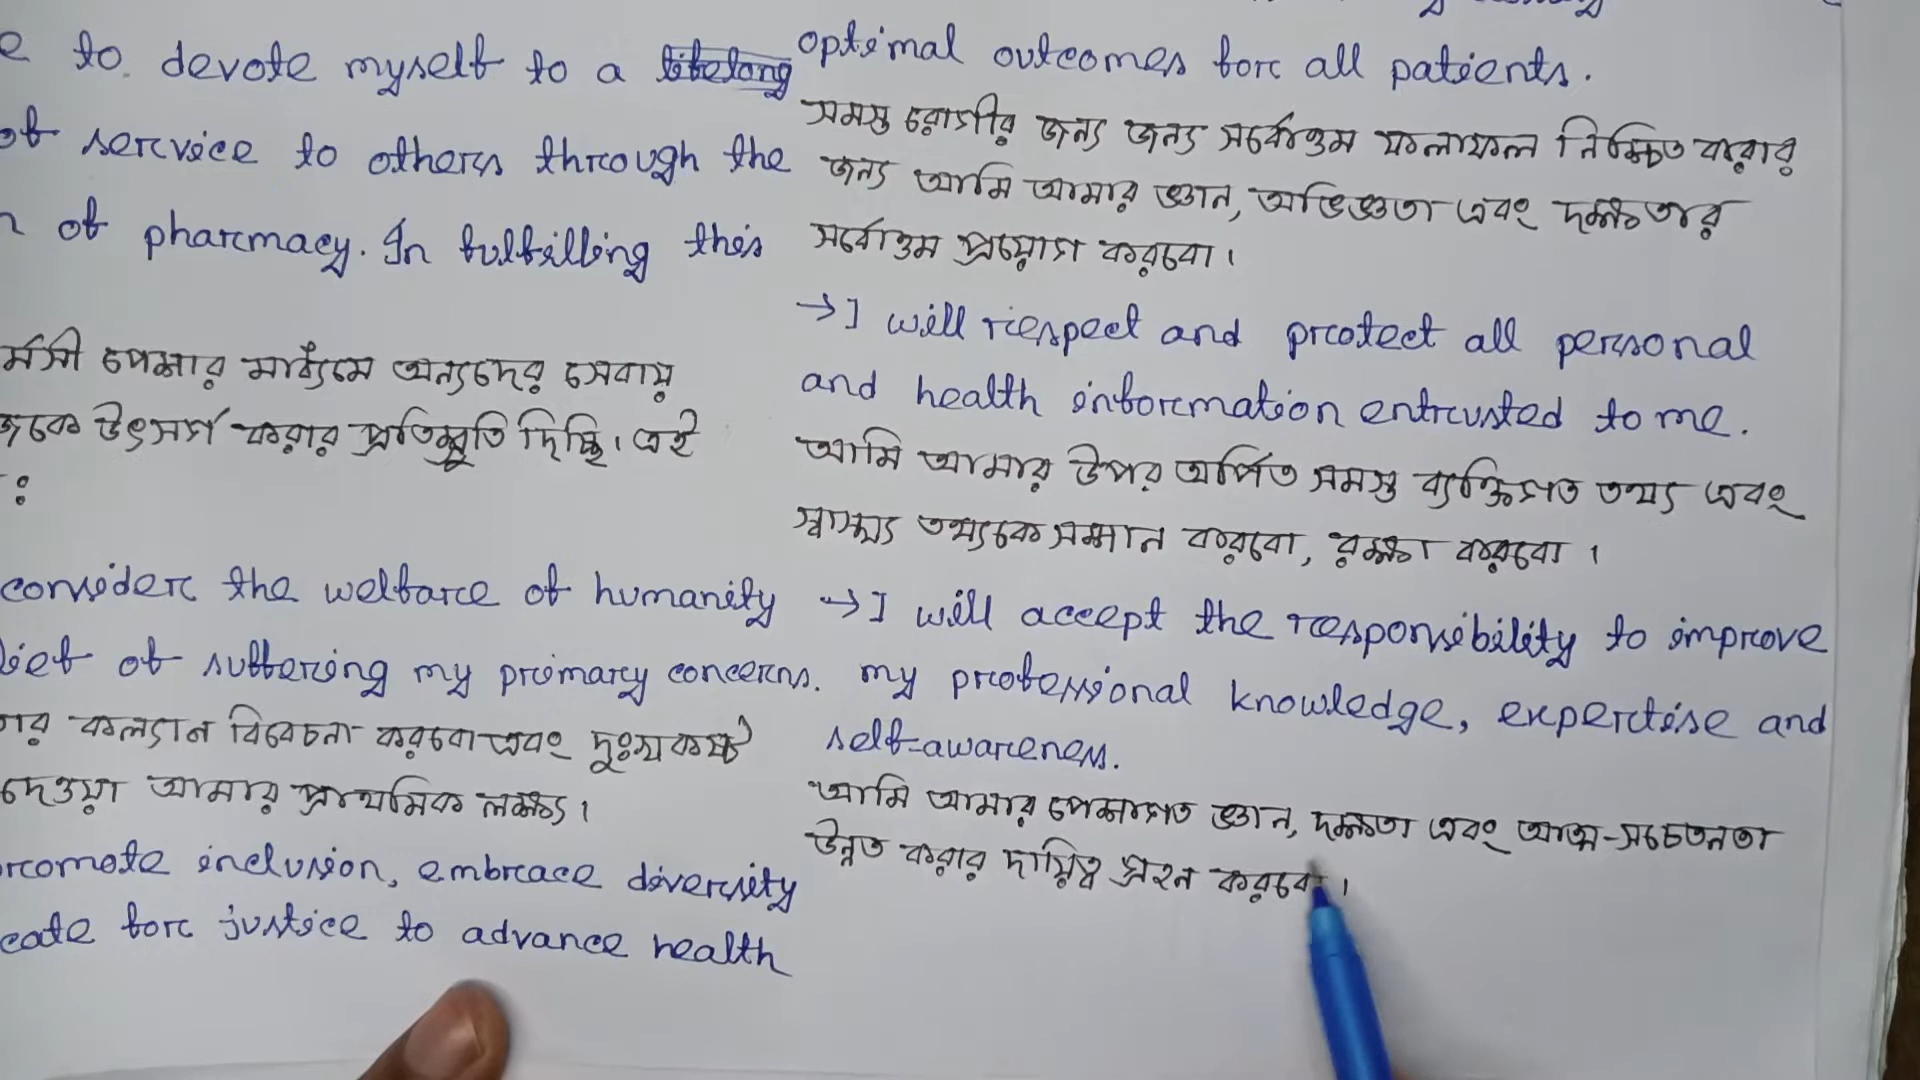 to devote myself to a lifelong
of service to others through the
of pharmacy. In fulfilling this
র্মসী পেশার মাধ্যমে অন্যদের সেবায়
জেকে উৎসর্গ করার প্রতিশ্রুতি দিচ্ছি। এই
:
consider the welfare of humanity
lief of suffering my primary concerns.
তার কল্যান বিবেচনা করবো এবং দুঃখকষ্ট
দেওয়া আমার প্রাথমিক লক্ষ্য।
romote inclusion, embrace diversity
cate for justice to advance health
optimal outcomes for all patients.
সমস্ত রোগীর জন্য জন্য সর্বোত্তম ফলাফল নিশ্চিত করার
জন্য আমি আমার জ্ঞান, অভিজ্ঞতা এবং দক্ষতার
সর্বোত্তম প্রয়োগ করবো।
→ I will respect and protect all personal
and health information entrusted to me.
আমি আমার উপর অর্পিত সমস্ত ব্যক্তিগত তথ্য এবং
স্বাস্থ্য তথ্যকে সম্মান করবো, রক্ষা করবো।
→ I will accept the responsibility to improve
my professional knowledge, expertise and
self-awareness.
আমি আমার পেশাগত জ্ঞান, দক্ষতা এবং আত্ম-সচেতনতা
উন্নত করার দায়িত্ব গ্রহন করবো।